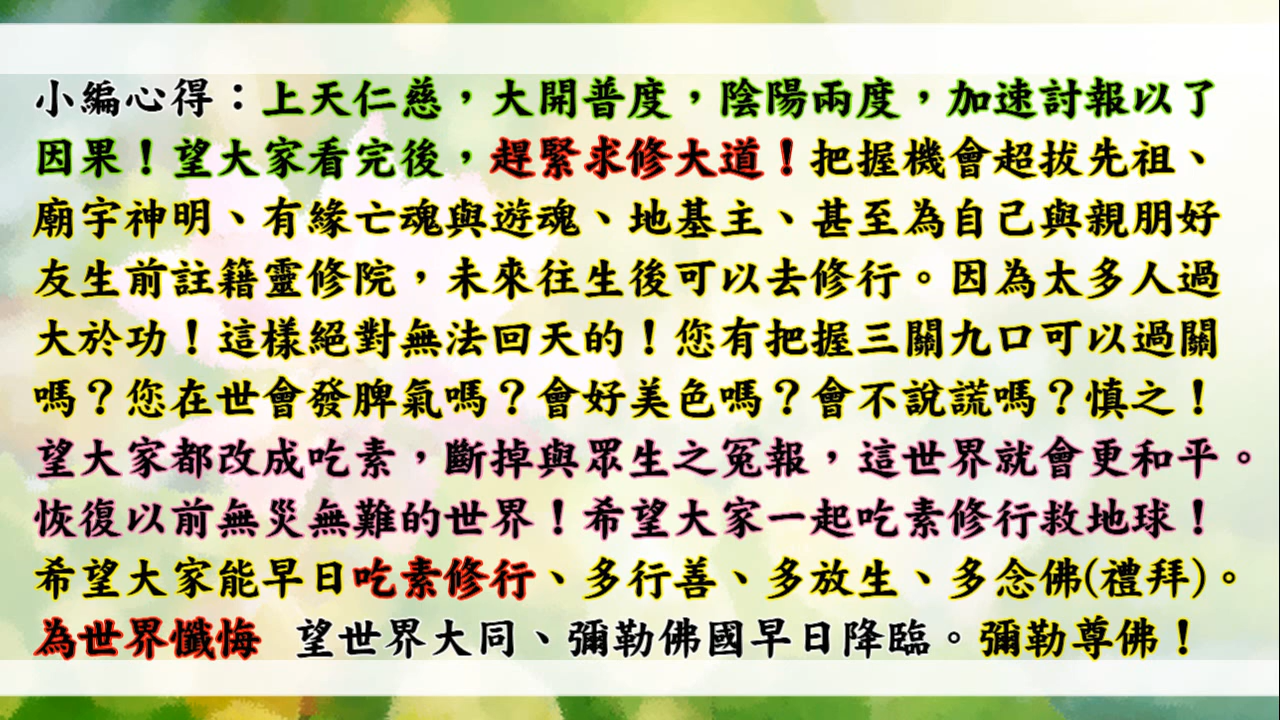 小編心得：上天仁慈，大開普度，陰陽兩度，加速討報以了
因果！望大家看完後，趕緊求修大道！把握機會超拔先祖、
廟宇神明、有緣亡魂與遊魂、地基主、甚至為自己與親朋好
友生前註籍靈修院，未來往生後可以去修行。因為太多人過
大於功！這樣絕對無法回天的！您有把握三關九口可以過關
嗎？您在世會發脾氣嗎？會好美色嗎？會不說謊嗎？慎之！
望大家都改成吃素，斷掉與眾生之冤報，這世界就會更和平。
恢復以前無災無難的世界！希望大家一起吃素修行救地球！
希望大家能早日吃素修行、多行善、多放生、多念佛(禮拜)。
為世界懺悔 望世界大同、彌勒佛國早日降臨。彌勒尊佛！